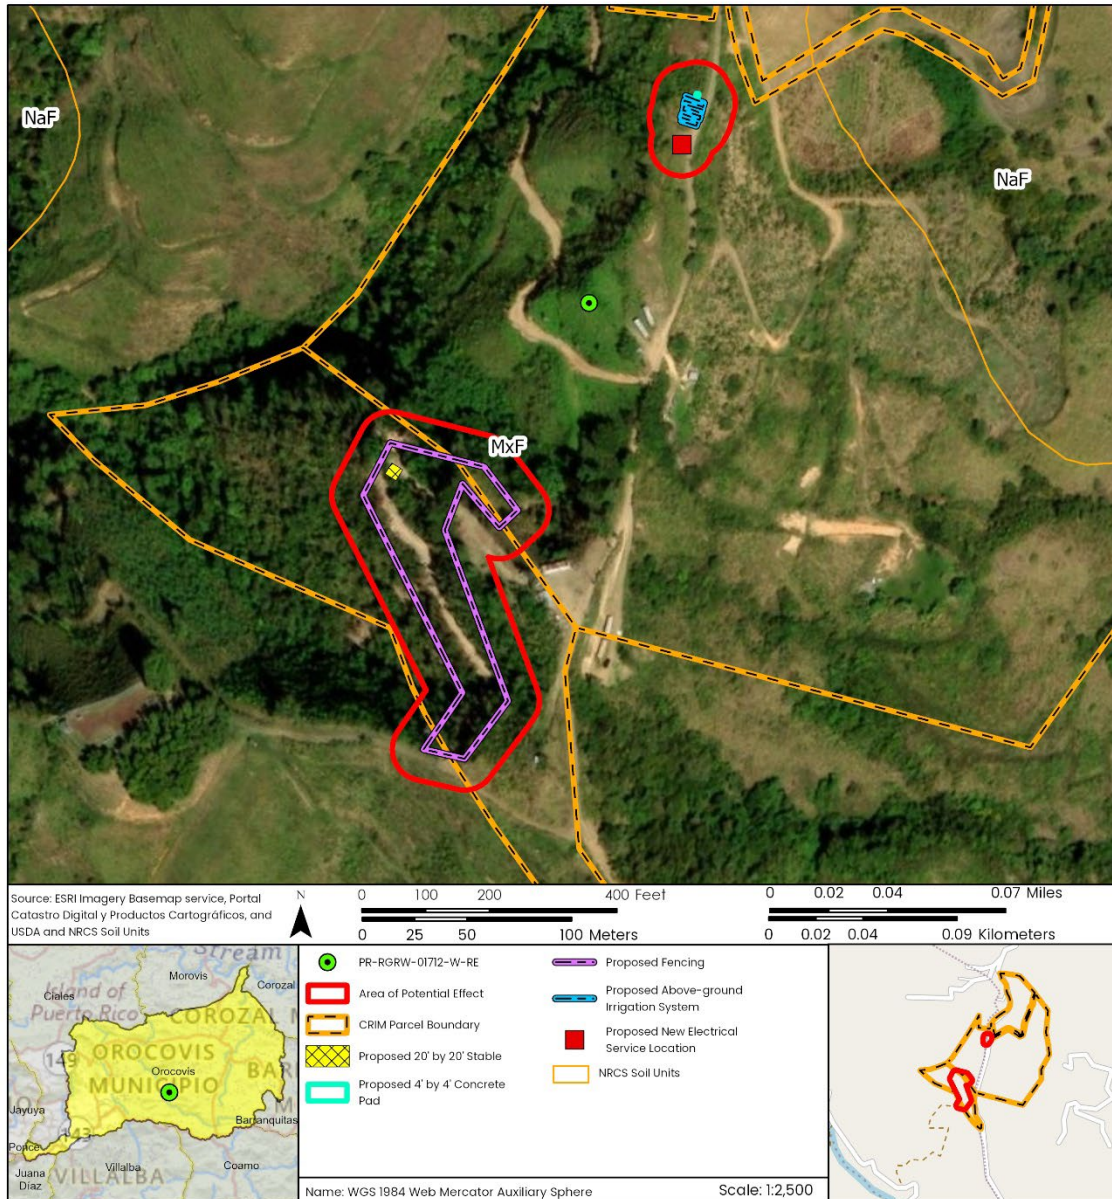 NaF
NaF
MxF
Source: ESRI Imagery Basemap service, Portal
Catastro Digital y Productos Cartográficos, and
USDA and NRCS Soil Units
N
0 100 200 400 Feet
0 25 50 100 Meters
0 0.02 0.04 0.07 Miles
0 0.02 0.04 0.09 Kilometers
Stream
Morovis
Corozal
Ciales
Island of
Puerto Rico
COROZAL
149
OROCOVIS
Orocovis
MUNICIPIO
BAR
Jayuya
143
Barranquitas
Ponce
Juana
Díaz
Villalba
VILLALBA
Coamo
PR-RGRW-01712-W-RE
Area of Potential Effect
CRIM Parcel Boundary
Proposed 20' by 20' Stable
Proposed 4' by 4' Concrete
Pad
Proposed Fencing
Proposed Above-ground
Irrigation System
Proposed New Electrical
Service Location
NRCS Soil Units
Name: WGS 1984 Web Mercator Auxiliary Sphere
Scale: 1:2,500